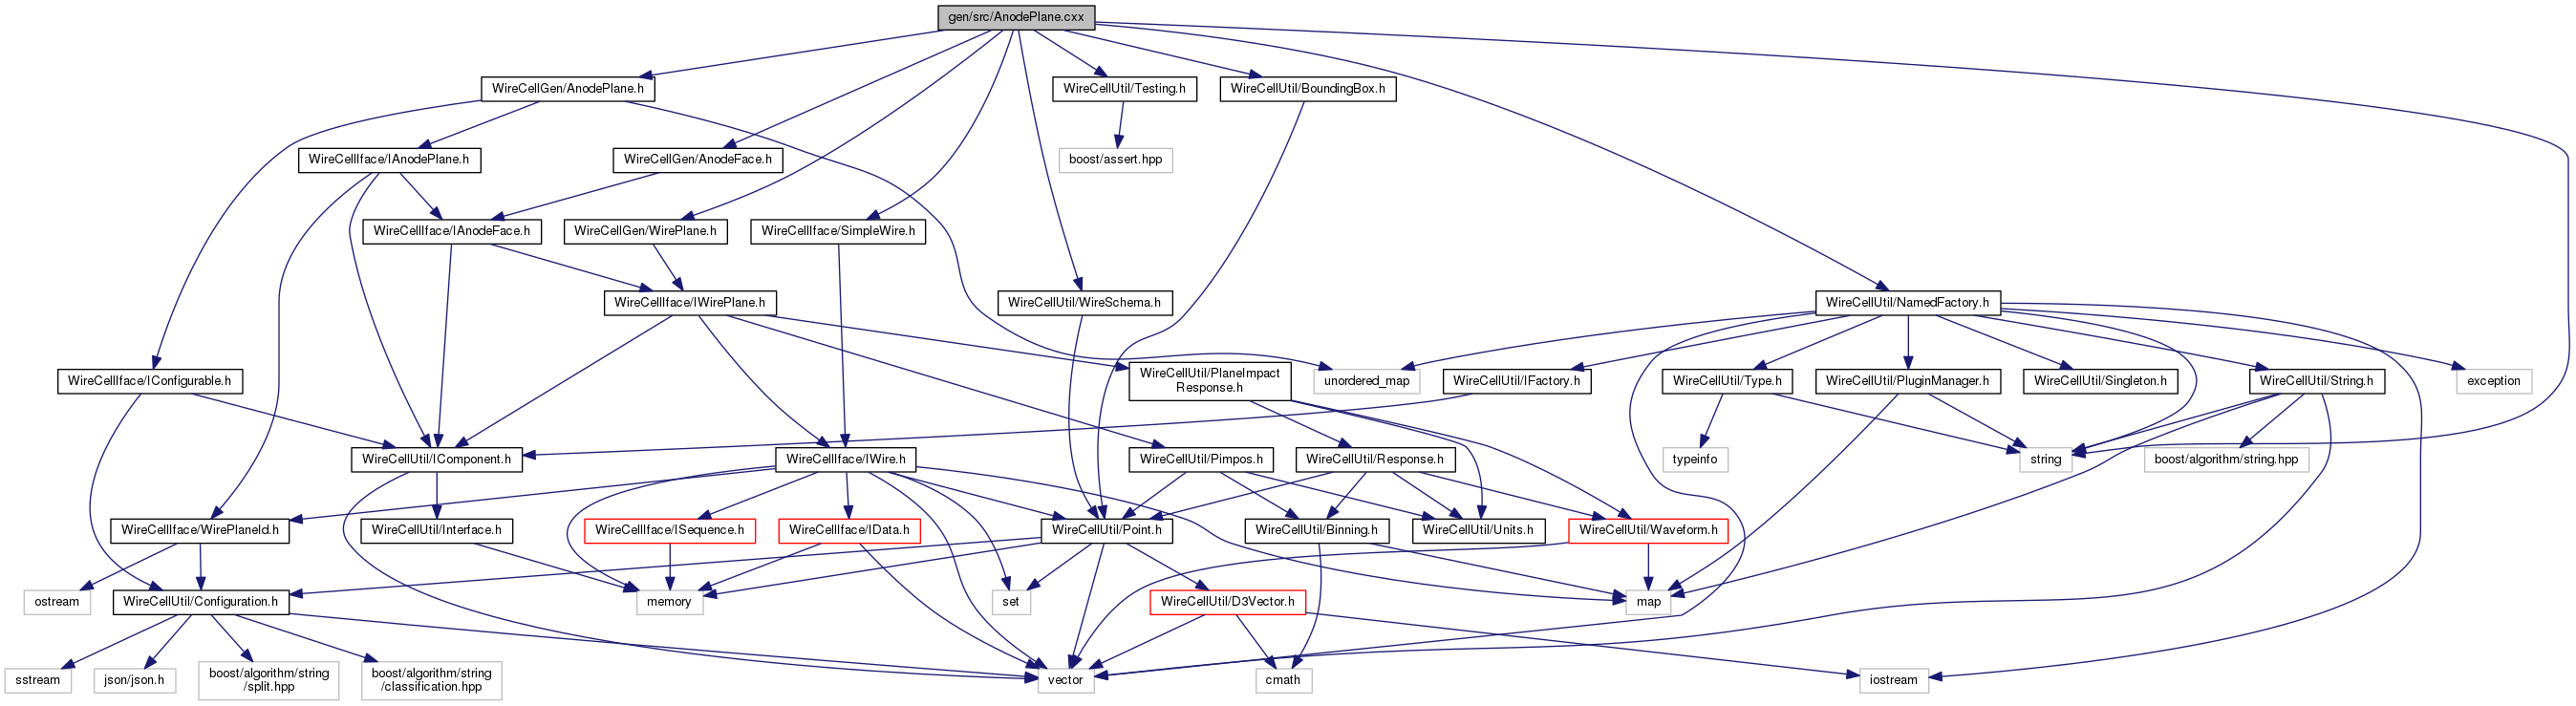 gen/src/AnodePlane.cxx
WireCellGen/AnodePlane.h
WireCellUtil/Testing.h
WireCellUtil/BoundingBox.h
WireCellIface/IAnodePlane.h
WireCellGen/AnodeFace.h
boost/assert.hpp
WireCellIface/IAnodeFace.h
WireCellGen/WirePlane.h
WireCellIface/SimpleWire.h
WireCellIface/IWirePlane.h
WireCellUtil/WireSchema.h
WireCellUtil/NamedFactory.h
WireCellIface/IConfigurable.h
WireCellUtil/PlaneImpact
Response.h
unordered_map
WireCellUtil/IFactory.h
WireCellUtil/Type.h
WireCellUtil/PluginManager.h
WireCellUtil/Singleton.h
WireCellUtil/String.h
exception
WireCellUtil/IComponent.h
WireCellIface/IWire.h
WireCellUtil/Pimpos.h
WireCellUtil/Response.h
typeinfo
string
boost/algorithm/string.hpp
WireCellIface/WirePlaneId.h
WireCellUtil/Interface.h
WireCellIface/ISequence.h
WireCellIface/IData.h
WireCellUtil/Point.h
WireCellUtil/Binning.h
WireCellUtil/Units.h
WireCellUtil/Waveform.h
ostream
WireCellUtil/Configuration.h
memory
set
WireCellUtil/D3Vector.h
map
sstream
json/json.h
boost/algorithm/string
/split.hpp
boost/algorithm/string
/classification.hpp
vector
cmath
iostream